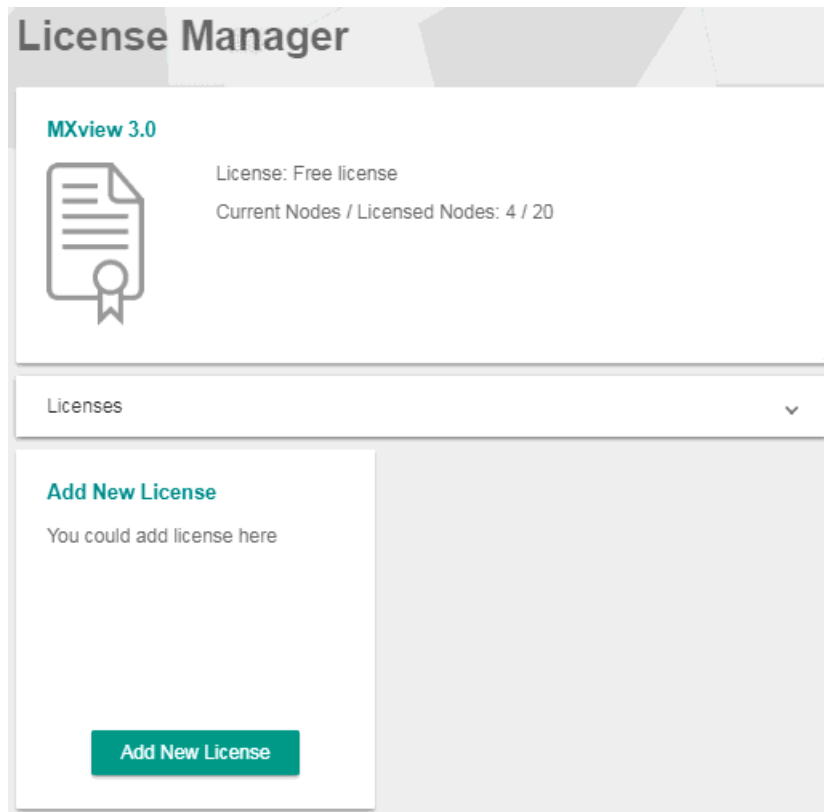 License Manager
MXview 3.0
License: Free license
Current Nodes / Licensed Nodes: 4 / 20
Licenses
Add New License
You could add license here
Add New License